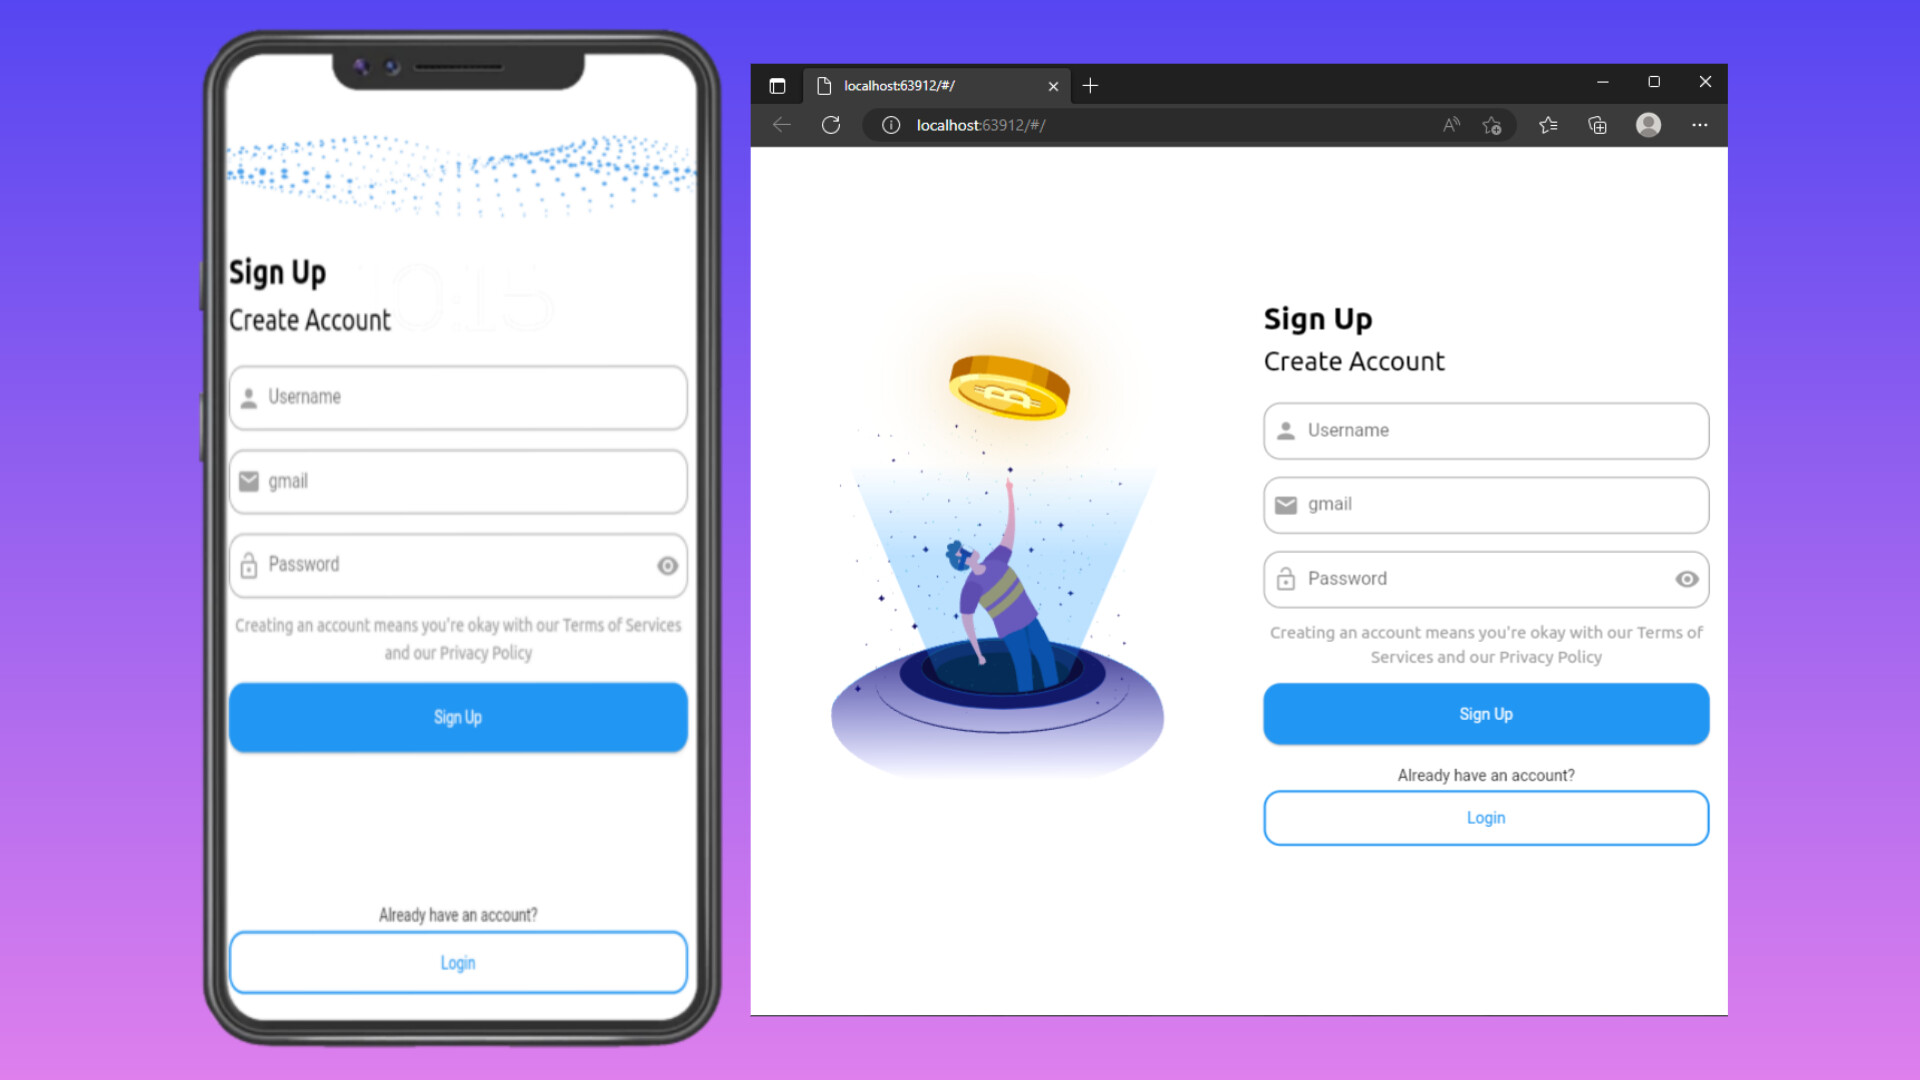 Sign Up
10:15
Create Account
Username
gmail
Password
Creating an account means you're okay with our Terms of Services
and our Privacy Policy
Sign Up
Already have an account?
Login
localhost:63912/#/
localhost:63912/#/
Sign Up
Create Account
Username
gmail
Password
Creating an account means you're okay with our Terms of
Services and our Privacy Policy
Sign Up
Already have an account?
Login